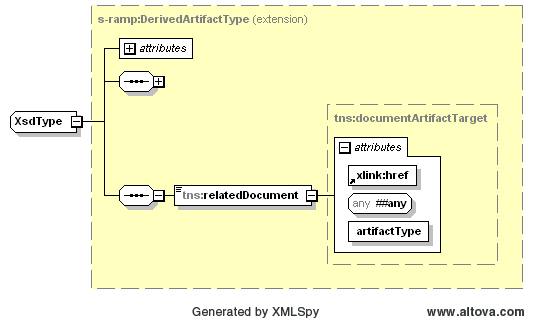 s-ramp:DerivedArtifactType (extension)
attributes
XsdType
tns:documentArtifactTarget
attributes
xlink:href
tns:relatedDocument
any ##any
artifactType
Generated by XMLSpy
www.altova.com